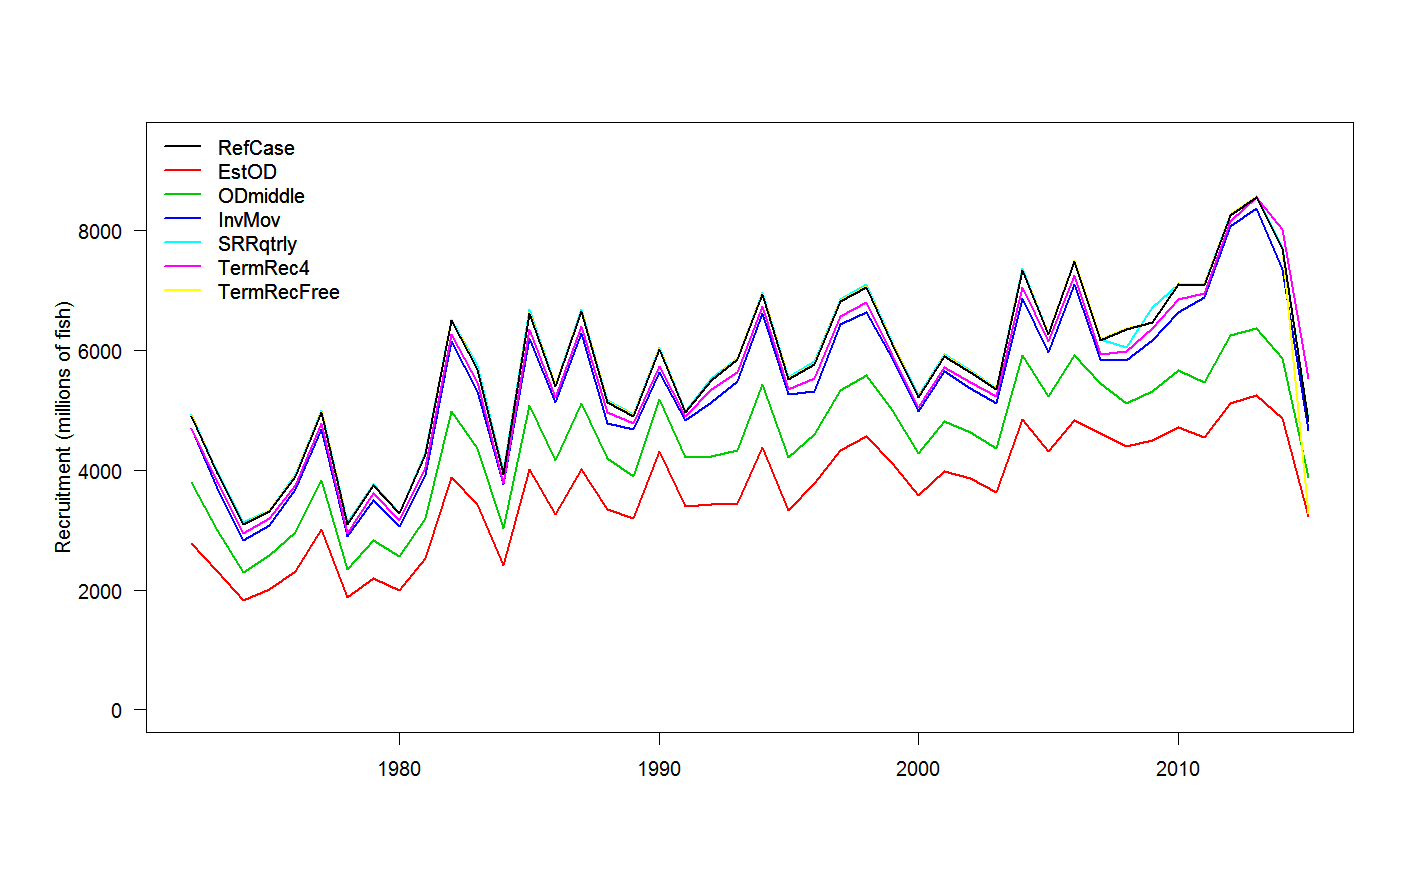 RefCase
EstOD
ODmiddle
InvMov
SRRqtrly
TermRec4
TermRecFree
Recruitment (millions of fish)
8000
6000
4000
2000
0
1980 1990 2000 2010